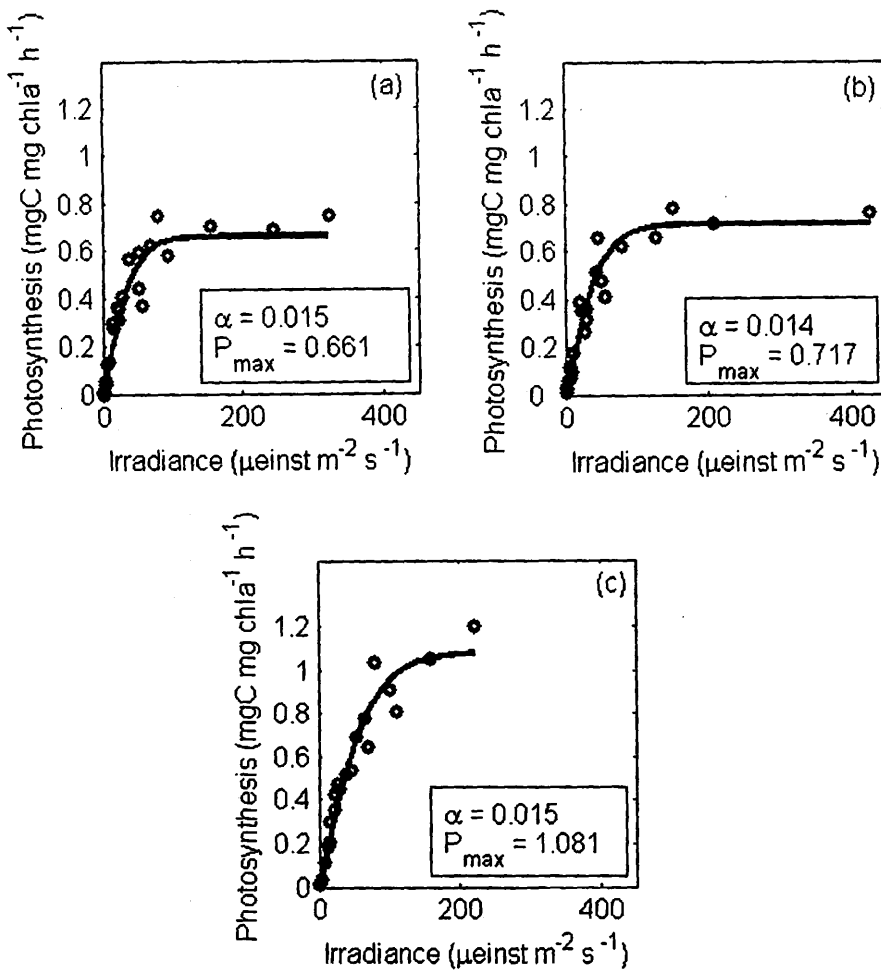 Photosynthesis (mgC mg chla⁻¹ h⁻¹)
(a)
1.2
1
0.8
0.6
0.4
0.2
0
α = 0.015
P_max = 0.661
0 200 400
Irradiance (μeinst m⁻² s⁻¹)
Photosynthesis (mgC mg chla⁻¹ h⁻¹)
(b)
1.2
1
0.8
0.6
0.4
0.2
0
α = 0.014
P_max = 0.717
0 200 400
Irradiance (μeinst m⁻² s⁻¹)
Photosynthesis (mgC mg chla⁻¹ h⁻¹)
(c)
1.2
1
0.8
0.6
0.4
0.2
0
α = 0.015
P_max = 1.081
0 200 400
Irradiance (μeinst m⁻² s⁻¹)